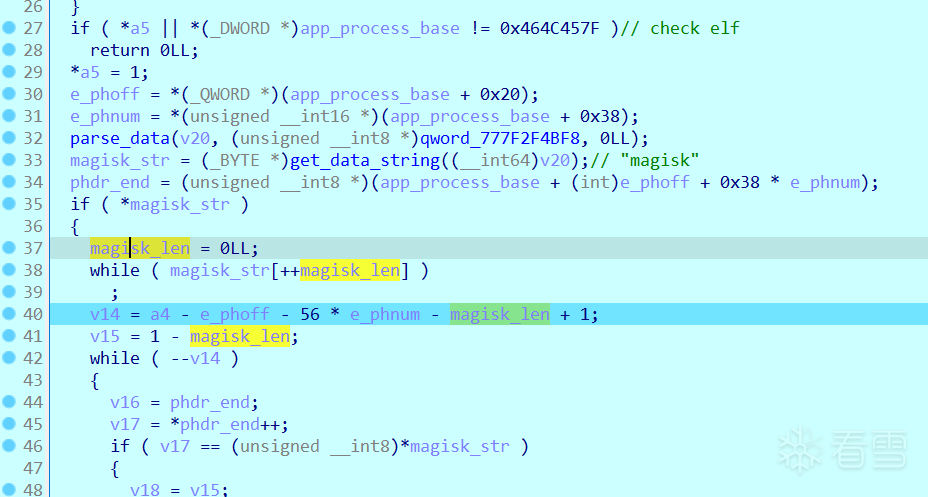 26 }
27 if ( *a5 || *(_DWORD *)app_process_base != 0x464C457F )// check elf
28 return 0LL;
29 *a5 = 1;
30 e_phoff = *(_QWORD *)(app_process_base + 0x20);
31 e_phnum = *(unsigned __int16 *)(app_process_base + 0x38);
32 parse_data(v20, (unsigned __int8 *)qword_777F2F4BF8, 0LL);
33 magisk_str = (_BYTE *)get_data_string((__int64)v20);// "magisk"
34 phdr_end = (unsigned __int8 *)(app_process_base + (int)e_phoff + 0x38 * e_phnum);
35 if ( *magisk_str )
36 {
37 magisk_len = 0LL;
38 while ( magisk_str[++magisk_len] )
39 ;
40 v14 = a4 - e_phoff - 56 * e_phnum - magisk_len + 1;
41 v15 = 1 - magisk_len;
42 while ( --v14 )
43 {
44 v16 = phdr_end;
45 v17 = *phdr_end++;
46 if ( v17 == (unsigned __int8)*magisk_str )
47 {
48 v18 = v15;
看雪